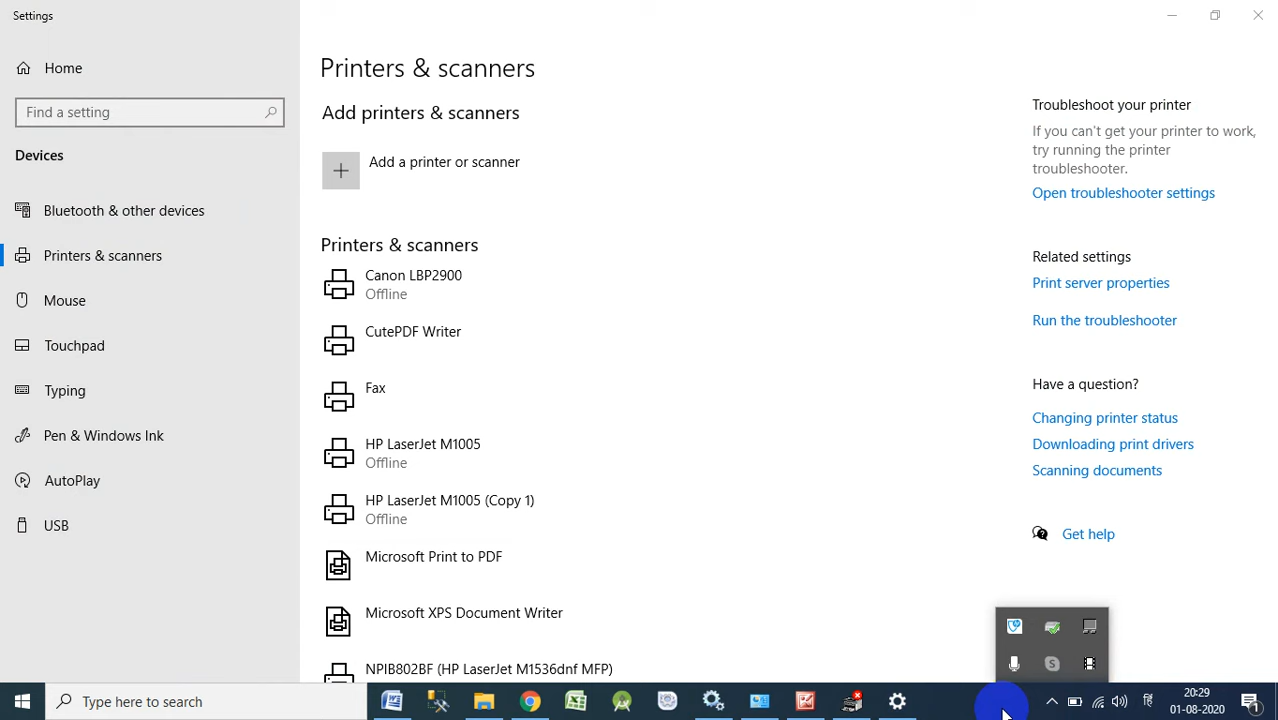 Settings
Home
Find a setting
Devices
Bluetooth & other devices
Printers & scanners
Mouse
Touchpad
Typing
Pen & Windows Ink
AutoPlay
USB
Printers & scanners
Add printers & scanners
Add a printer or scanner
Printers & scanners
Canon LBP2900
Offline
CutePDF Writer
Fax
HP LaserJet M1005
Offline
HP LaserJet M1005 (Copy 1)
Offline
Microsoft Print to PDF
Microsoft XPS Document Writer
NPIB802BF (HP LaserJet M1536dnf MFP)
Troubleshoot your printer
If you can't get your printer to work,
try running the printer
troubleshooter.
Open troubleshooter settings
Related settings
Print server properties
Run the troubleshooter
Have a question?
Changing printer status
Downloading print drivers
Scanning documents
Get help
Type here to search
हि
20:29
01-08-2020
1